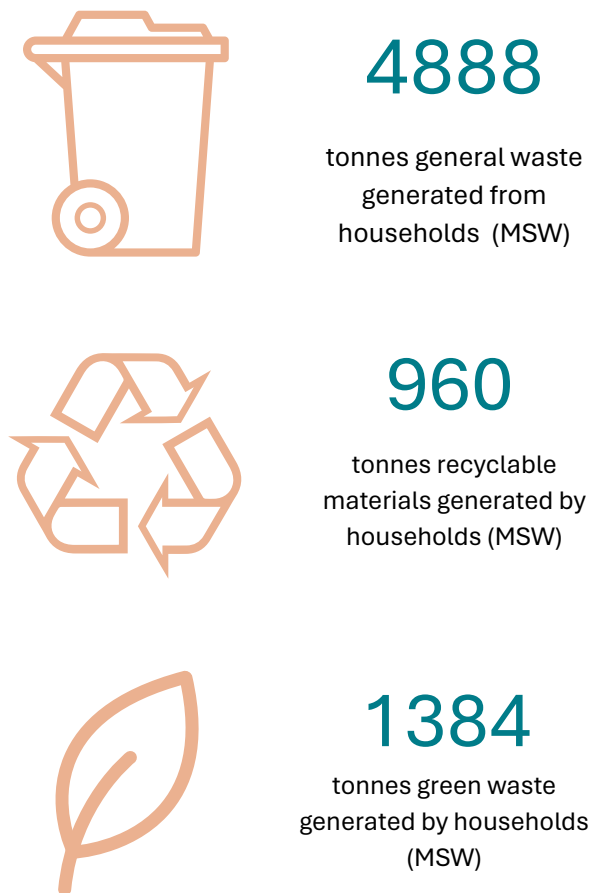 4888
tonnes general waste
generated from
households  (MSW)
960
tonnes recyclable
materials generated by
households (MSW)
1384
tonnes green waste
generated by households
(MSW)